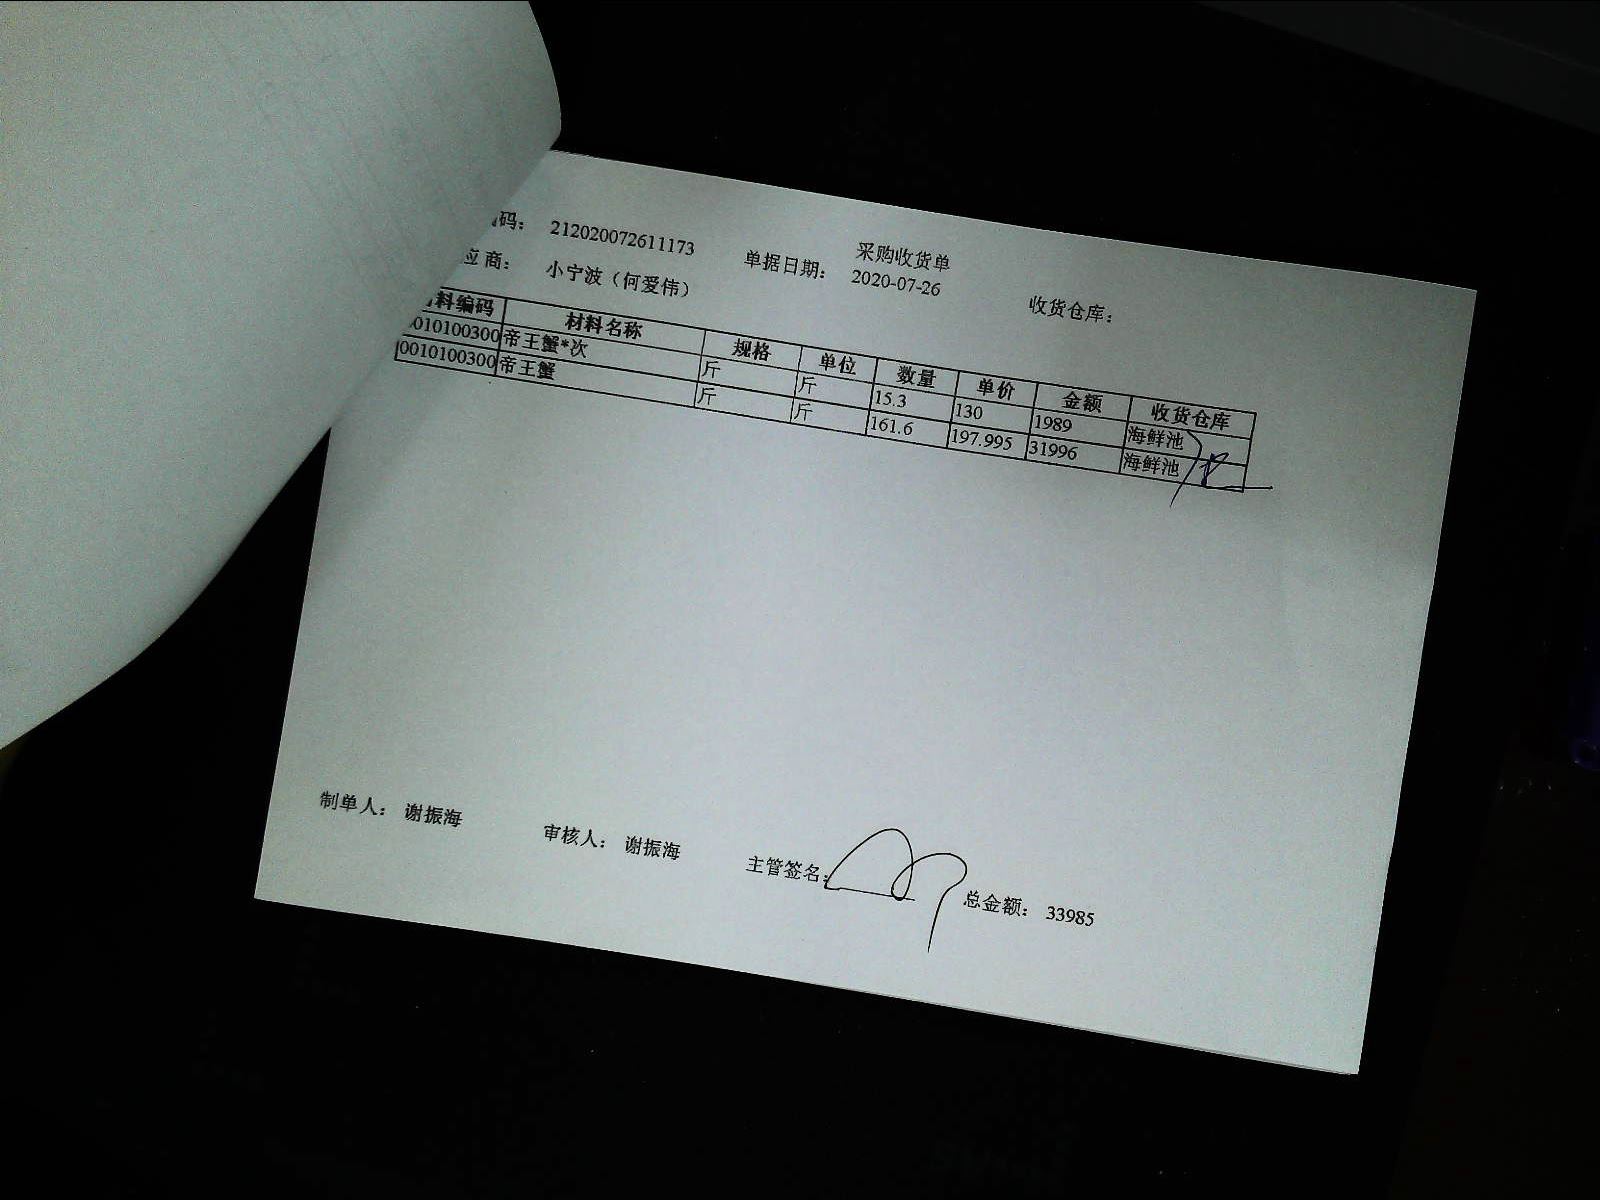 采购收货单
码： 212020072611173 单据日期： 2020-07-26 收货仓库：
应商： 小宁波（何爱伟）
料编码 材料名称 规格 单位 数量 单价 金额 收货仓库
0010100300 帝王蟹*次 斤 斤 15.3 130 1989 海鲜池
0010100300 帝王蟹 斤 斤 161.6 197.995 31996 海鲜池
制单人： 谢振海 审核人： 谢振海 主管签名： 总金额： 33985